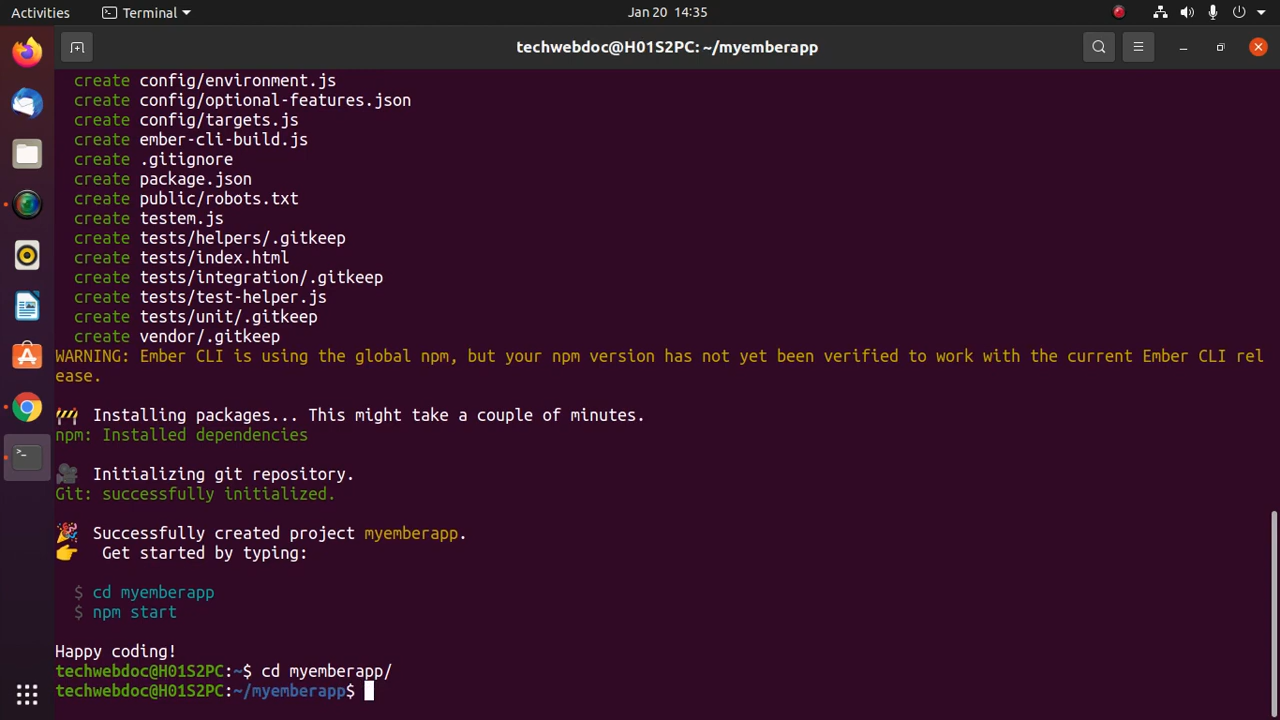 Activities
Terminal
Jan 20 14:35
techwebdoc@H01S2PC: ~/myemberapp
create config/environment.js
create config/optional-features.json
create config/targets.js
create ember-cli-build.js
create .gitignore
create package.json
create public/robots.txt
create testem.js
create tests/helpers/.gitkeep
create tests/index.html
create tests/integration/.gitkeep
create tests/test-helper.js
create tests/unit/.gitkeep
create vendor/.gitkeep
WARNING: Ember CLI is using the global npm, but your npm version has not yet been verified to work with the current Ember CLI rel
ease.
🚧 Installing packages... This might take a couple of minutes.
npm: Installed dependencies
🎥 Initializing git repository.
Git: successfully initialized.
🎉 Successfully created project myemberapp.
👉 Get started by typing:
$ cd myemberapp
$ npm start
Happy coding!
techwebdoc@H01S2PC:~$ cd myemberapp/
techwebdoc@H01S2PC:~/myemberapp$